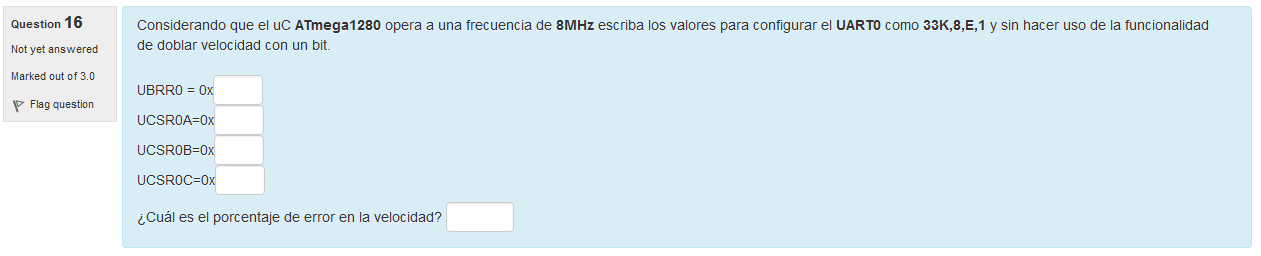 Question 16
Not yet answered
Marked out of 3.0
Flag question
Considerando que el uC ATmega1280 opera a una frecuencia de 8MHz escriba los valores para configurar el UART0 como 33K,8,E,1 y sin hacer uso de la funcionalidad
de doblar velocidad con un bit.
UBRR0 = 0x
UCSR0A=0x
UCSR0B=0x
UCSR0C=0x
¿Cuál es el porcentaje de error en la velocidad?